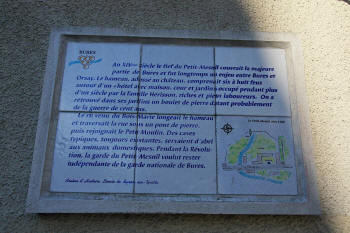 BURES
Au XIVème siècle le fief du Petit-Mesnil couvrait la majeure
partie de Bures et fut longtemps un enjeu entre Bures et
Orsay. Le hameau, adossé au château, comprenait six à huit feux
autour d'un «hôtel avec maison, cour et jardin» occupé pendant plus
d'un siècle par la famille Hérisson, riches et pieux laboureurs. On a
retrouvé dans ses jardins un boulet de pierre datant probablement
de la guerre de cent ans.
Le ru venu du Bois-Marie longeait le hameau
et traversait la rue sous un pont de pierre,
puis rejoignait le Petit Moulin. Des caves
typiques, toujours existantes, servaient d'abri
aux animaux domestiques. Pendant la Révolu-
tion, la garde du Petit Mesnil voulut rester
indépendante de la garde nationale de Bures.